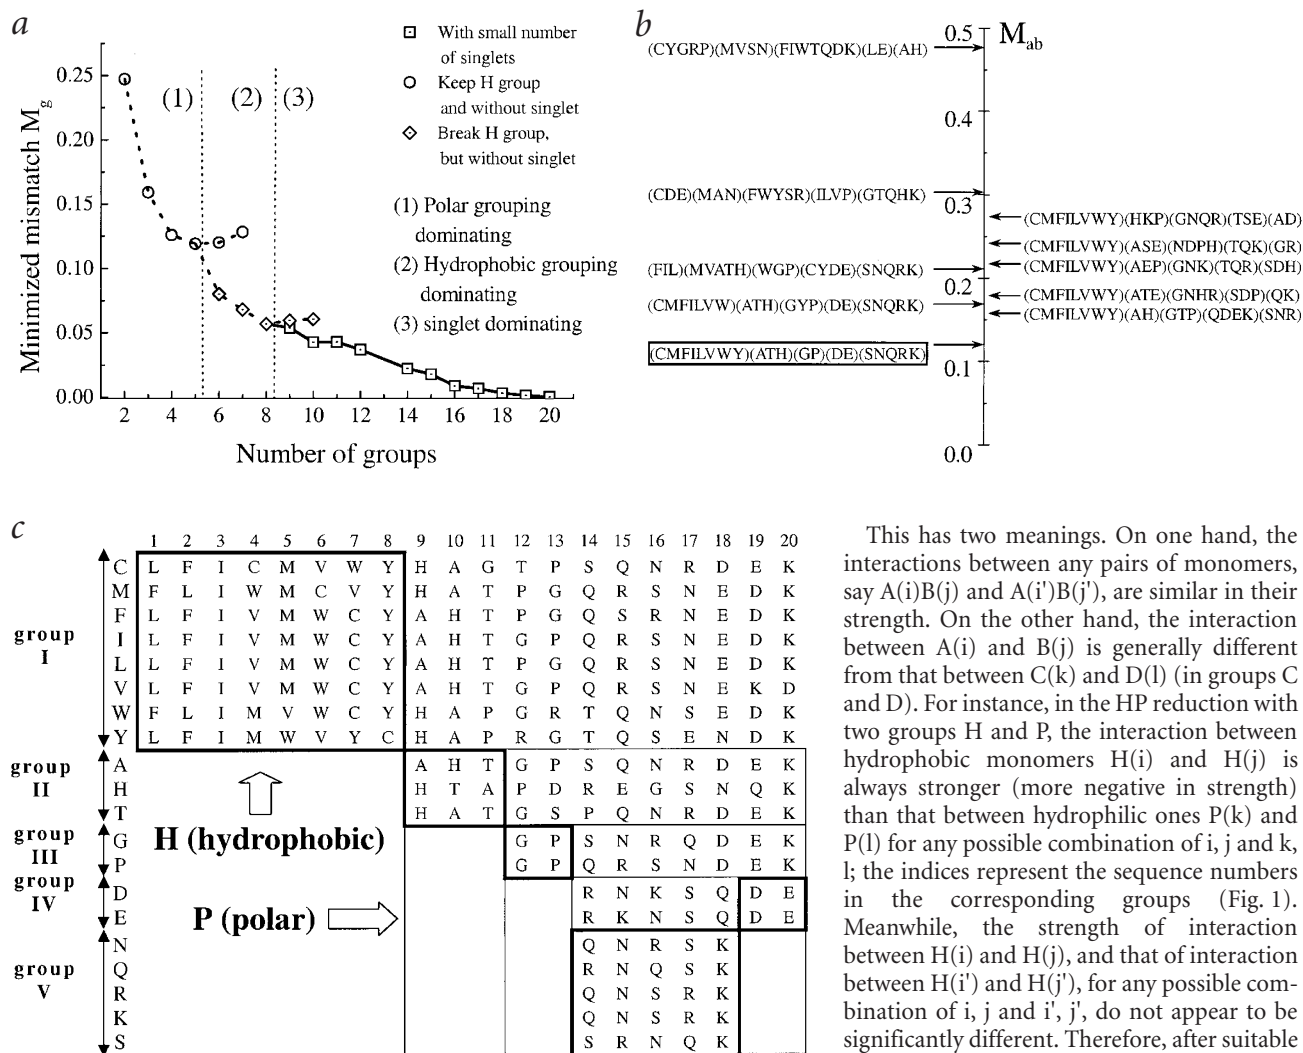 a
Minimized mismatch Mg
0.25
0.20
0.15
0.10
0.05
0.00
2 4 6 8 10 12 14 16 18 20
Number of groups
(1) (2) (3)
With small number
of singlets
Keep H group
and without singlet
Break H group,
but without singlet
(1) Polar grouping
dominating
(2) Hydrophobic grouping
dominating
(3) singlet dominating
b
0.5 Mab
0.4
0.3
0.2
0.1
0.0
(CYGRP)(MVSN)(FIWTQDK)(LE)(AH)
(CDE)(MAN)(FWYSR)(ILVP)(GTQHK)
(FIL)(MVATH)(WGP)(CYDE)(SNQRK)
(CMFILVW)(ATH)(GYP)(DE)(SNQRK)
(CMFILVWY)(ATH)(GP)(DE)(SNQRK)
(CMFILVWY)(HKP)(GNQR)(TSE)(AD)
(CMFILVWY)(ASE)(NDPH)(TQK)(GR)
(CMFILVWY)(AEP)(GNK)(TQR)(SDH)
(CMFILVWY)(ATE)(GNHR)(SDP)(QK)
(CMFILVWY)(AH)(GTP)(QDEK)(SNR)
c
1 2 3 4 5 6 7 8 9 10 11 12 13 14 15 16 17 18 19 20
C L F I C M V W Y H A G T P S Q N R D E K
M F L I W M C V Y H A T P G Q R S N E D K
F L F I V M W C Y A H T P G Q S R N E D K
I L F I V M W C Y A H T G P Q R S N E D K
L L F I V M W C Y A H T P G Q R S N E D K
V L F I V M W C Y A H T G P Q R S N E K D
W F L I M V W C Y H A P G R T Q N S E D K
Y L F I M W V Y C H A P R G T Q S E N D K
A A H T G P S Q N R D E K
H H T A P D R E G S N Q K
T H A T G S P Q N R D E K
G G P S N R Q D E K
P G P Q R S N D E K
D R N K S Q D E
E R K N S Q D E
N Q N R S K
Q R N Q S K
R Q N S R K
K Q N S R K
S S R N Q K
group
I
group
II
group
III
group
IV
group
V
H (hydrophobic)
P (polar)
This has two meanings. On one hand, the
interactions between any pairs of monomers,
say A(i)B(j) and A(i')B(j'), are similar in their
strength. On the other hand, the interaction
between A(i) and B(j) is generally different
from that between C(k) and D(l) (in groups C
and D). For instance, in the HP reduction with
two groups H and P, the interaction between
hydrophobic monomers H(i) and H(j) is
always stronger (more negative in strength)
than that between hydrophilic ones P(k) and
P(l) for any possible combination of i, j and k,
l; the indices represent the sequence numbers
in the corresponding groups (Fig. 1).
Meanwhile, the strength of interaction
between H(i) and H(j), and that of interaction
between H(i') and H(j'), for any possible com-
bination of i, j and i', j', do not appear to be
significantly different. Therefore, after suitable